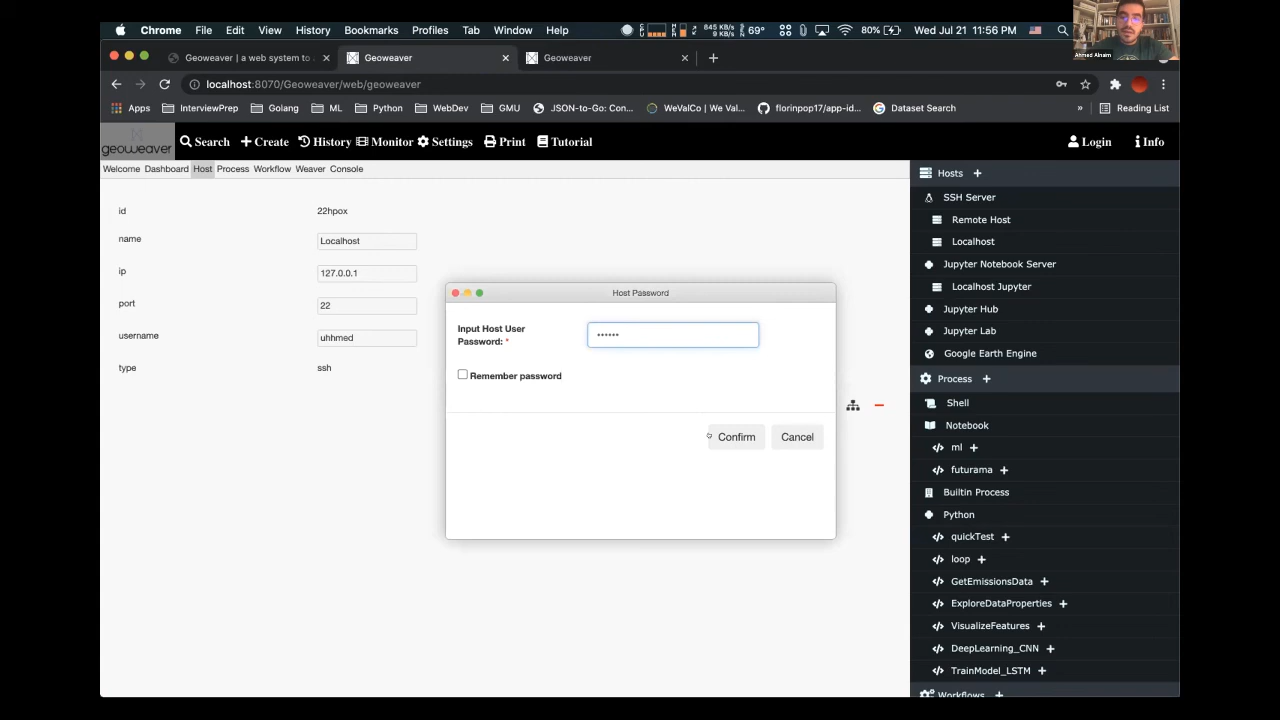 Chrome File Edit View History Bookmarks Profiles Tab Window Help 845 KB/s 9 KB/s 69° 80% Wed Jul 21 11:56 PM
Ahmed Alnaim
Geoweaver | a web system to a
Geoweaver
Geoweaver
localhost:8070/Geoweaver/web/geoweaver
Apps InterviewPrep Golang ML Python WebDev GMU JSON-to-Go: Con... WeValCo | We Val... florinpop17/app-id... Dataset Search » Reading List
geoweaver Search Create History Monitor Settings Print Tutorial Login Info
Welcome Dashboard Host Process Workflow Weaver Console
id 22hpox
name Localhost
ip 127.0.0.1
port 22
username uhhmed
type ssh
Host Password
Input Host User
Password: *
••••••
Remember password
Confirm Cancel
Hosts
SSH Server
Remote Host
Localhost
Jupyter Notebook Server
Localhost Jupyter
Jupyter Hub
Jupyter Lab
Google Earth Engine
Process
Shell
Notebook
ml
futurama
Builtin Process
Python
quickTest
loop
GetEmissionsData
ExploreDataProperties
VisualizeFeatures
DeepLearning_CNN
TrainModel_LSTM
Workflows